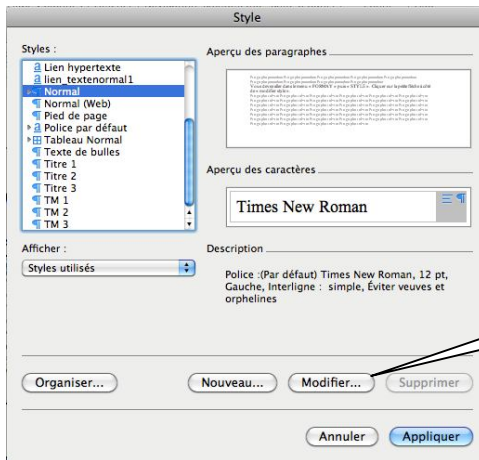 Style
Styles :
Aperçu des paragraphes
Lien hypertexte
lien_textenormal1
Normal
Normal (Web)
Pied de page
Police par défaut
Tableau Normal
Texte de bulles
Titre 1
Titre 2
Titre 3
TM 1
TM 2
TM 3
Aperçu des caractères
Times New Roman
Afficher :
Styles utilisés
Description
Police :(Par défaut) Times New Roman, 12 pt,
Gauche, Interligne : simple, Éviter veuves et
orphelines
Organiser...
Nouveau...
Modifier...
Supprimer
Annuler
Appliquer